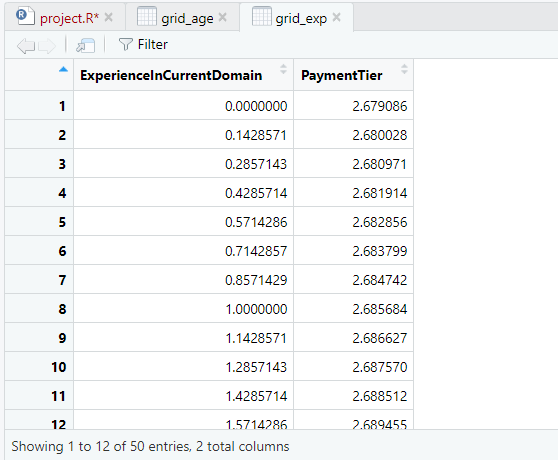 project.R* grid_age grid_exp
Filter
ExperienceInCurrentDomain PaymentTier
1 0.0000000 2.679086
2 0.1428571 2.680028
3 0.2857143 2.680971
4 0.4285714 2.681914
5 0.5714286 2.682856
6 0.7142857 2.683799
7 0.8571429 2.684742
8 1.0000000 2.685684
9 1.1428571 2.686627
10 1.2857143 2.687570
11 1.4285714 2.688512
12 1.5714286 2.689455
Showing 1 to 12 of 50 entries, 2 total columns